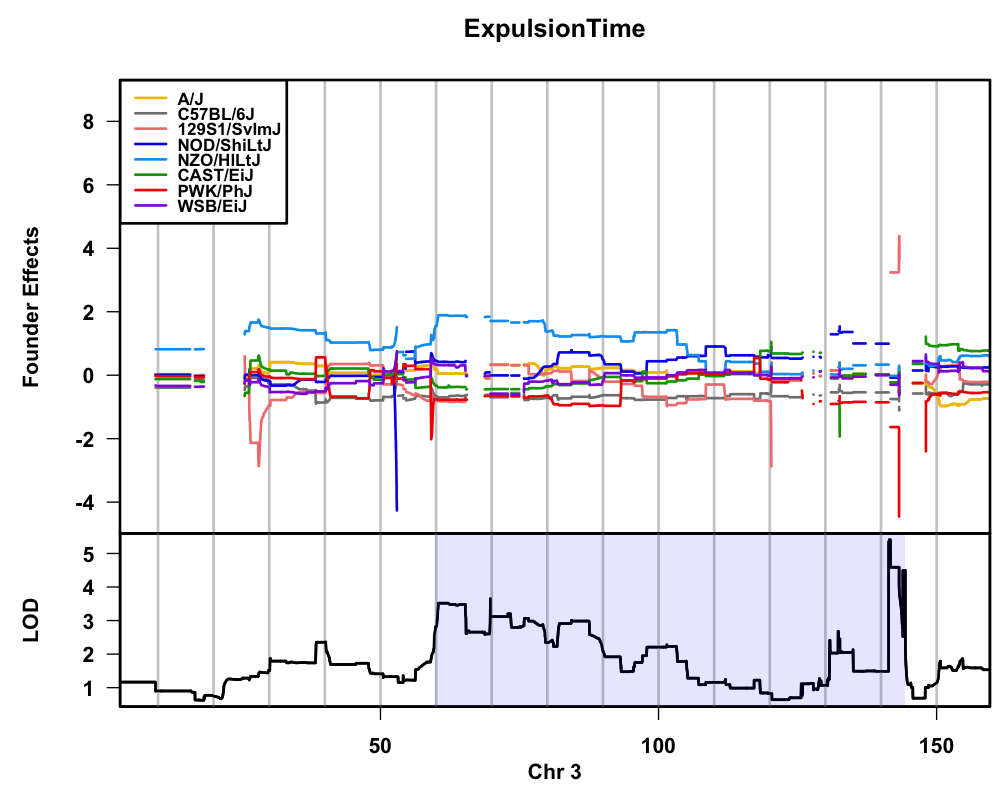 ExpulsionTime
A/J
C57BL/6J
129S1/SvImJ
NOD/ShiLtJ
NZO/HlLtJ
CAST/EiJ
PWK/PhJ
WSB/EiJ
8
6
4
2
0
-2
-4
Founder Effects
5
4
3
2
1
LOD
50 100 150
Chr 3